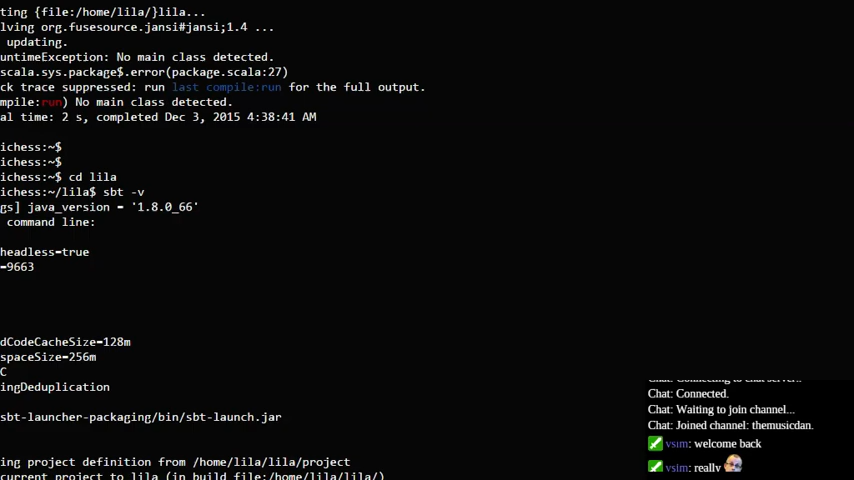 ting {file:/home/lila/}lila...
lving org.fusesource.jansi#jansi;1.4 ...
updating.
untimeException: No main class detected.
scala.sys.package$.error(package.scala:27)
ck trace suppressed: run last compile:run for the full output.
mpile:run) No main class detected.
al time: 2 s, completed Dec 3, 2015 4:38:41 AM
ichess:~$
ichess:~$
ichess:~$ cd lila
ichess:~/lila$ sbt -v
gs] java_version = '1.8.0_66'
command line:
headless=true
=9663
dCodeCacheSize=128m
spaceSize=256m
C
ingDeduplication
sbt-launcher-packaging/bin/sbt-launch.jar
ing project definition from /home/lila/lila/project
current project to lila (in build file:/home/lila/lila/)
Chat: Connecting to chat server..
Chat: Connected.
Chat: Waiting to join channel...
Chat: Joined channel: themusicdan.
vsim: welcome back
vsim: really